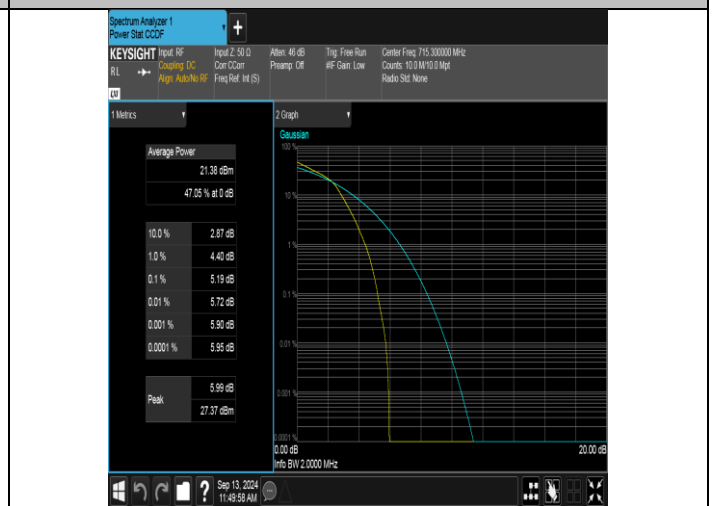 Spectrum Analyzer 1
Power Stat CCDF
+
KEYSIGHT
RL
Input: RF
Coupling: DC
Align: Auto/No RF
Input Z: 50 Ω
Corr CCorr
Freq Ref: Int (S)
Atten: 46 dB
Preamp: Off
Trig: Free Run
#IF Gain: Low
Center Freq: 715.300000 MHz
Counts: 10.0 M/10.0 Mpt
Radio Std: None
LXI
1 Metrics
Average Power
21.38 dBm
47.05 % at 0 dB
10.0 % 2.87 dB
1.0 % 4.40 dB
0.1 % 5.19 dB
0.01 % 5.72 dB
0.001 % 5.90 dB
0.0001 % 5.95 dB
Peak
5.99 dB
27.37 dBm
2 Graph
Gaussian
100 %
10 %
1 %
0.1 %
0.01 %
0.001 %
0.0001 %
0.00 dB
20.00 dB
Info BW 2.0000 MHz
?
Sep 13, 2024
11:49:58 AM